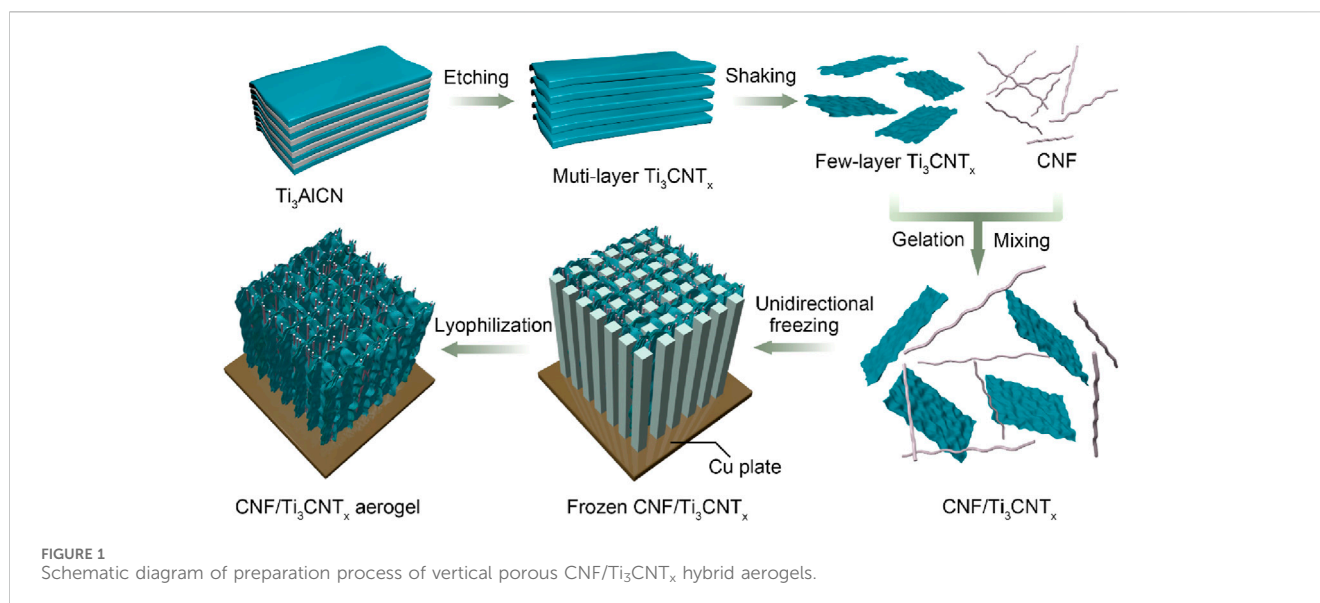 Etching
Shaking
Ti₃AlCN
Muti-layer Ti₃CNTₓ
Few-layer Ti₃CNTₓ
CNF
Gelation
Mixing
Unidirectional
freezing
Lyophilization
Cu plate
CNF/Ti₃CNTₓ aerogel
Frozen CNF/Ti₃CNTₓ
CNF/Ti₃CNTₓ
FIGURE 1
Schematic diagram of preparation process of vertical porous CNF/Ti₃CNTₓ hybrid aerogels.